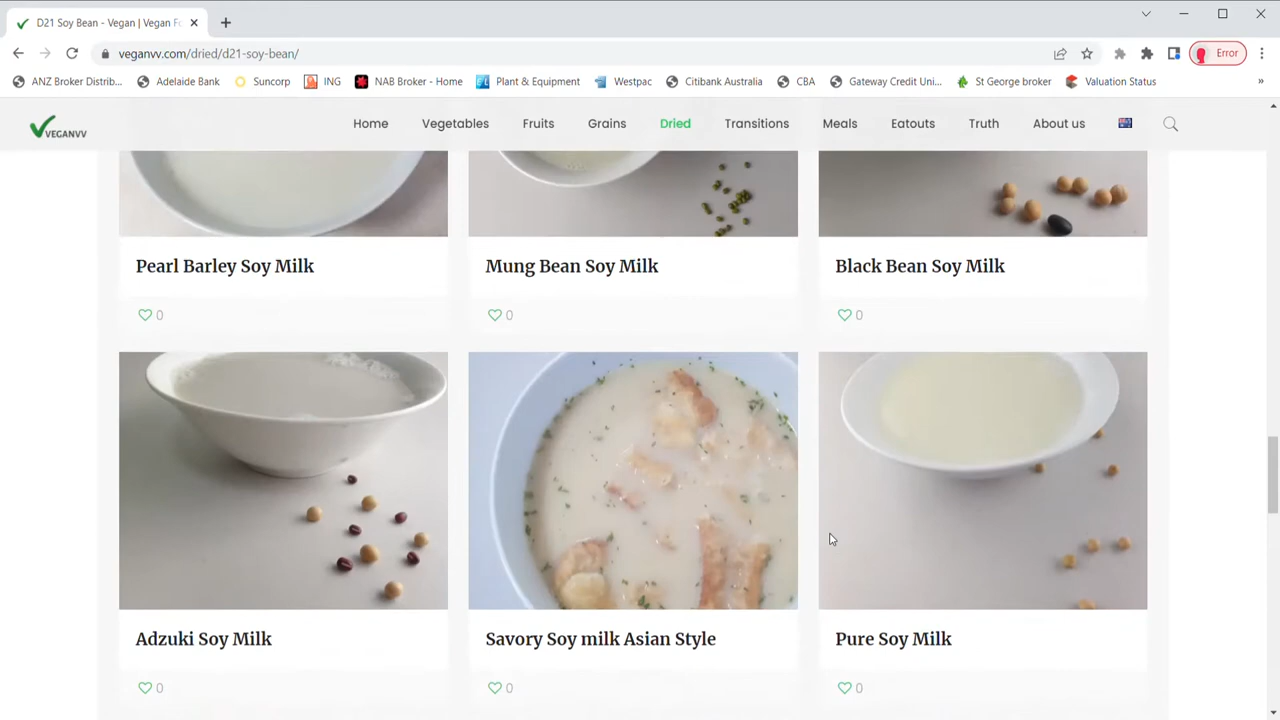 D21 Soy Bean - Vegan | Vegan F
veganvv.com/dried/d21-soy-bean/
Error
ANZ Broker Distrib... Adelaide Bank Suncorp ING NAB Broker - Home Plant & Equipment Westpac Citibank Australia CBA Gateway Credit Uni... St George broker Valuation Status »
VEGANVV Home Vegetables Fruits Grains Dried Transitions Meals Eatouts Truth About us
Pearl Barley Soy Milk Mung Bean Soy Milk Black Bean Soy Milk
0 0 0
Adzuki Soy Milk Savory Soy milk Asian Style Pure Soy Milk
0 0 0